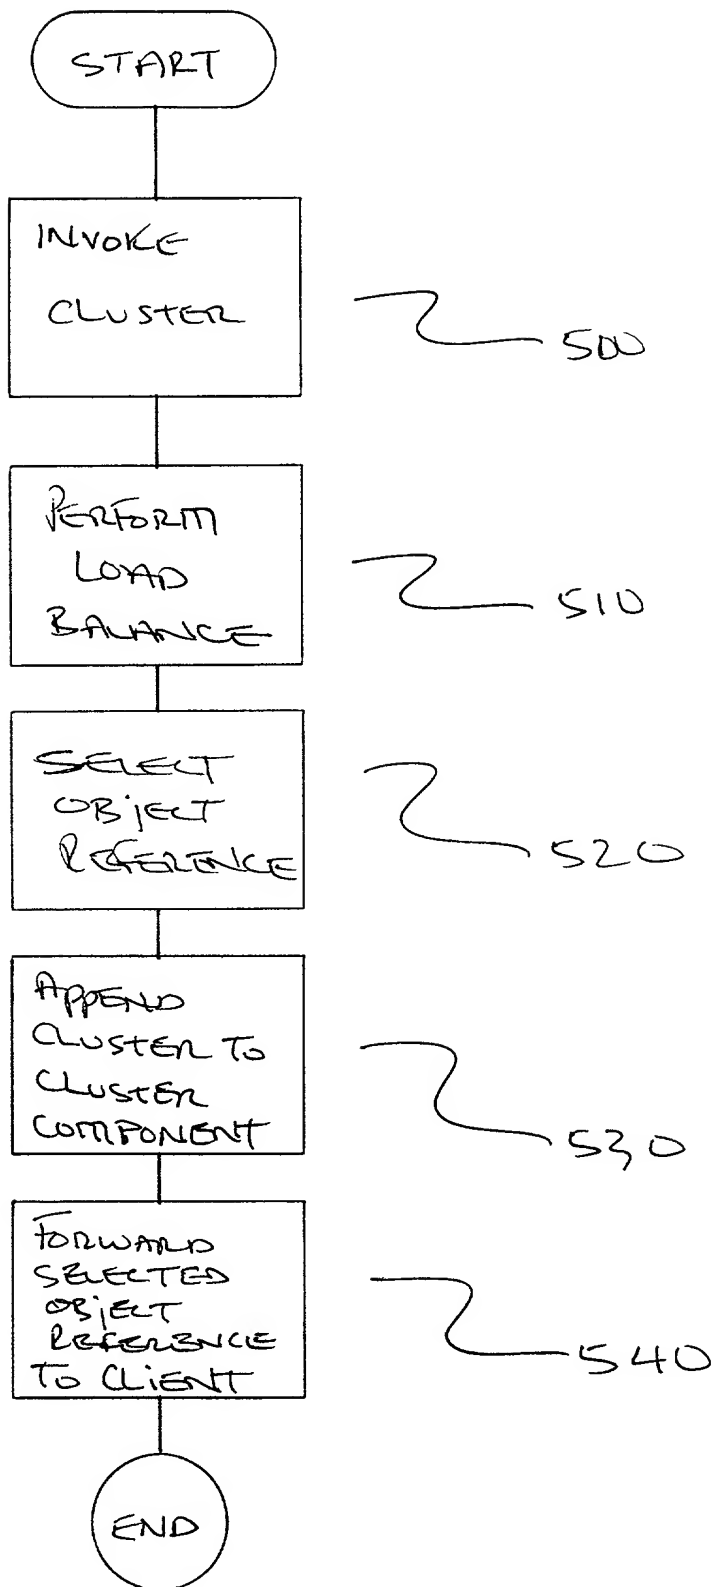 START
INVOKE
CLUSTER
500
PERFORM
LOAD
BALANCE
510
SELECT
OBJECT
REFERENCE
520
APPEND
CLUSTER TO
CLUSTER
COMPONENT
530
FORWARD
SELECTED
OBJECT
REFERENCE
TO CLIENT
540
END